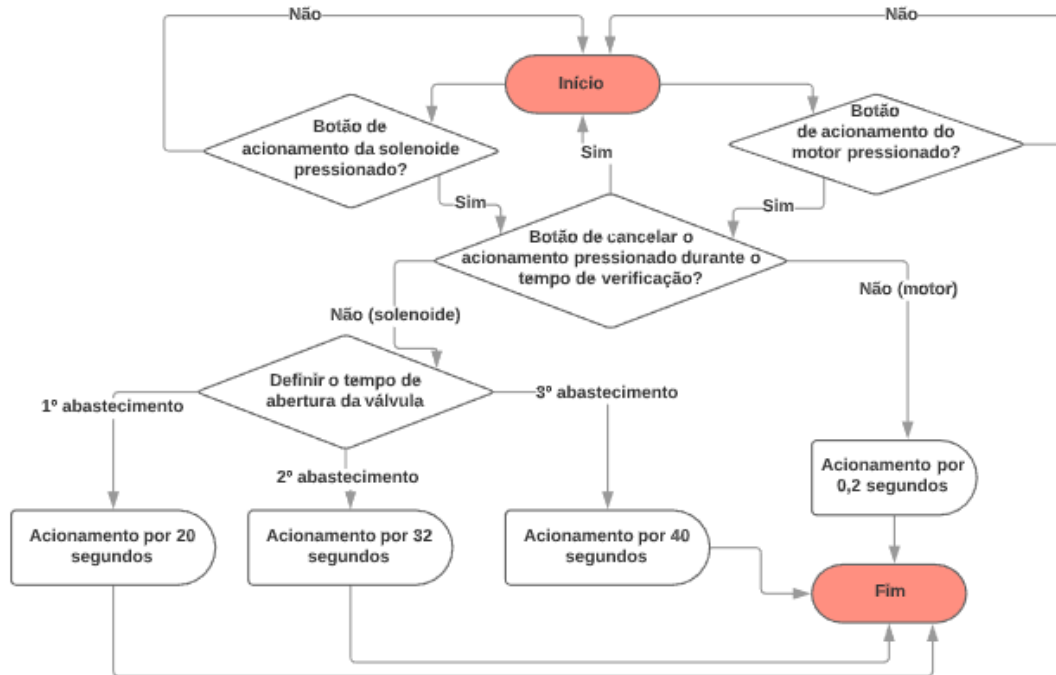 Não
Não
Início
Botão de
acionamento da solenoide
pressionado?
Botão
de acionamento do
motor pressionado?
Sim
Sim
Sim
Botão de cancelar o
acionamento pressionado durante o
tempo de verificação?
Não (motor)
Não (solenoide)
Definir o tempo de
abertura da válvula
1º abastecimento
3º abastecimento
2º abastecimento
Acionamento por
0,2 segundos
Acionamento por 20
segundos
Acionamento por 32
segundos
Acionamento por 40
segundos
Fim